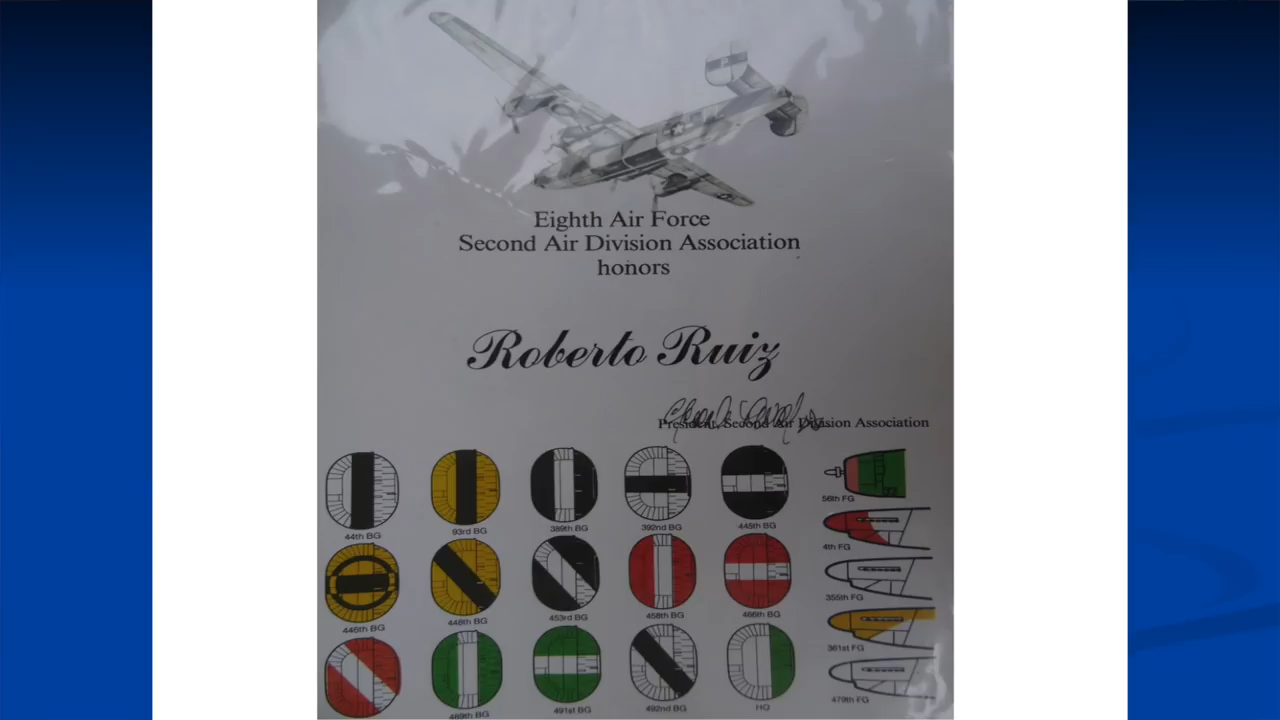 Eighth Air Force
Second Air Division Association
honors
Roberto Ruiz
President, Second Air Division Association
44th BG
93rd BG
389th BG
392nd BG
445th BG
56th FG
4th FG
446th BG
448th BG
453rd BG
458th BG
466th BG
355th FG
361st FG
489th BG
491st BG
492nd BG
HQ
479th FG